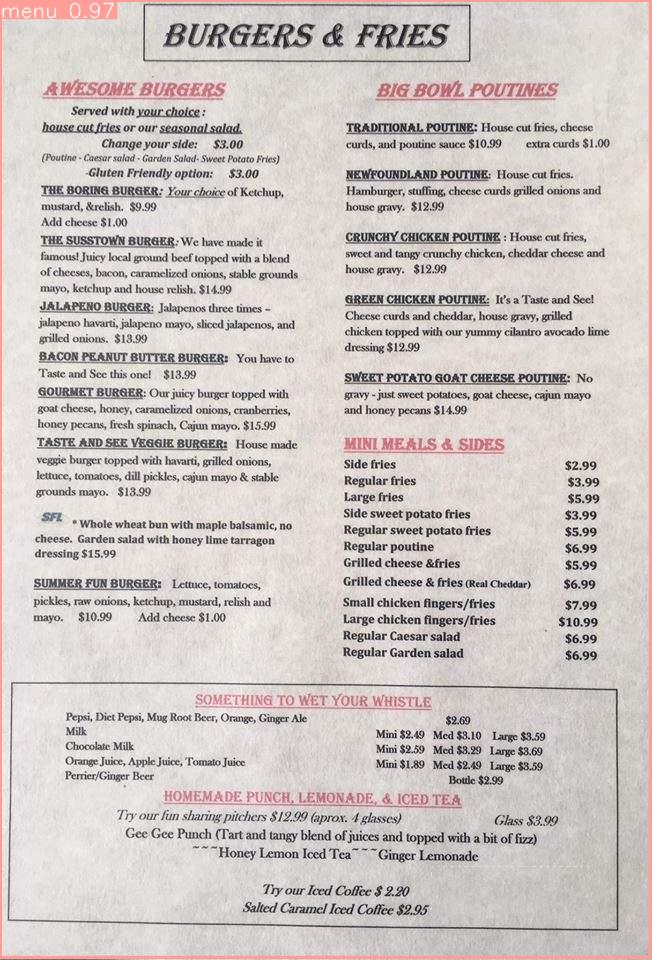 menu 0.97
BURGERS & FRIES
AWESOME BURGERS
Served with your choice :
house cut fries or our seasonal salad.
Change your side: $3.00
(Poutine - Caesar salad - Garden Salad- Sweet Potato Fries)
-Gluten Friendly option: $3.00
THE BORING BURGER: Your choice of Ketchup,
mustard, &relish. $9.99
Add cheese $1.00
THE SUSSTOWN BURGER: We have made it
famous! Juicy local ground beef topped with a blend
of cheeses, bacon, caramelized onions, stable grounds
mayo, ketchup and house relish. $14.99
JALAPENO BURGER: Jalapenos three times –
jalapeno havarti, jalapeno mayo, sliced jalapenos, and
grilled onions. $13.99
BACON PEANUT BUTTER BURGER: You have to
Taste and See this one! $13.99
GOURMET BURGER: Our juicy burger topped with
goat cheese, honey, caramelized onions, cranberries,
honey pecans, fresh spinach, Cajun mayo. $15.99
TASTE AND SEE VEGGIE BURGER: House made
veggie burger topped with havarti, grilled onions,
lettuce, tomatoes, dill pickles, cajun mayo & stable
grounds mayo. $13.99
SFL * Whole wheat bun with maple balsamic, no
cheese. Garden salad with honey lime tarragon
dressing $15.99
SUMMER FUN BURGER: Lettuce, tomatoes,
pickles, raw onions, ketchup, mustard, relish and
mayo. $10.99 Add cheese $1.00
BIG BOWL POUTINES
TRADITIONAL POUTINE: House cut fries, cheese
curds, and poutine sauce $10.99 extra curds $1.00
NEWFOUNDLAND POUTINE: House cut fries.
Hamburger, stuffing, cheese curds grilled onions and
house gravy. $12.99
CRUNCHY CHICKEN POUTINE : House cut fries,
sweet and tangy crunchy chicken, cheddar cheese and
house gravy. $12.99
GREEN CHICKEN POUTINE: It's a Taste and See!
Cheese curds and cheddar, house gravy, grilled
chicken topped with our yummy cilantro avocado lime
dressing $12.99
SWEET POTATO GOAT CHEESE POUTINE: No
gravy - just sweet potatoes, goat cheese, cajun mayo
and honey pecans $14.99
MINI MEALS & SIDES
Side fries $2.99
Regular fries $3.99
Large fries $5.99
Side sweet potato fries $3.99
Regular sweet potato fries $5.99
Regular poutine $6.99
Grilled cheese &fries $5.99
Grilled cheese & fries (Real Cheddar) $6.99
Small chicken fingers/fries $7.99
Large chicken fingers/fries $10.99
Regular Caesar salad $6.99
Regular Garden salad $6.99
SOMETHING TO WET YOUR WHISTLE
Pepsi, Diet Pepsi, Mug Root Beer, Orange, Ginger Ale $2.69
Milk Mini $2.49 Med $3.10 Large $3.59
Chocolate Milk Mini $2.59 Med $3.29 Large $3.69
Orange Juice, Apple Juice, Tomato Juice Mini $1.89 Med $2.49 Large $3.59
Perrier/Ginger Beer Bottle $2.99
HOMEMADE PUNCH, LEMONADE, & ICED TEA
Try our fun sharing pitchers $12.99 (aprox. 4 glasses) Glass $3.99
Gee Gee Punch (Tart and tangy blend of juices and topped with a bit of fizz)
~~~Honey Lemon Iced Tea~~~Ginger Lemonade
Try our Iced Coffee $ 2.20
Salted Caramel Iced Coffee $2.95